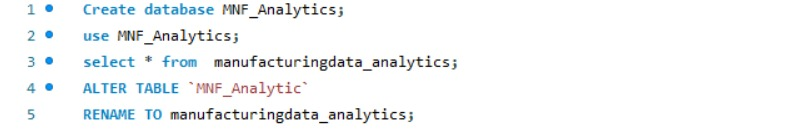 1 Create database MNF_Analytics;
2 use MNF_Analytics;
3 select * from  manufacturingdata_analytics;
4 ALTER TABLE `MNF_Analytic`
5 RENAME TO manufacturingdata_analytics;